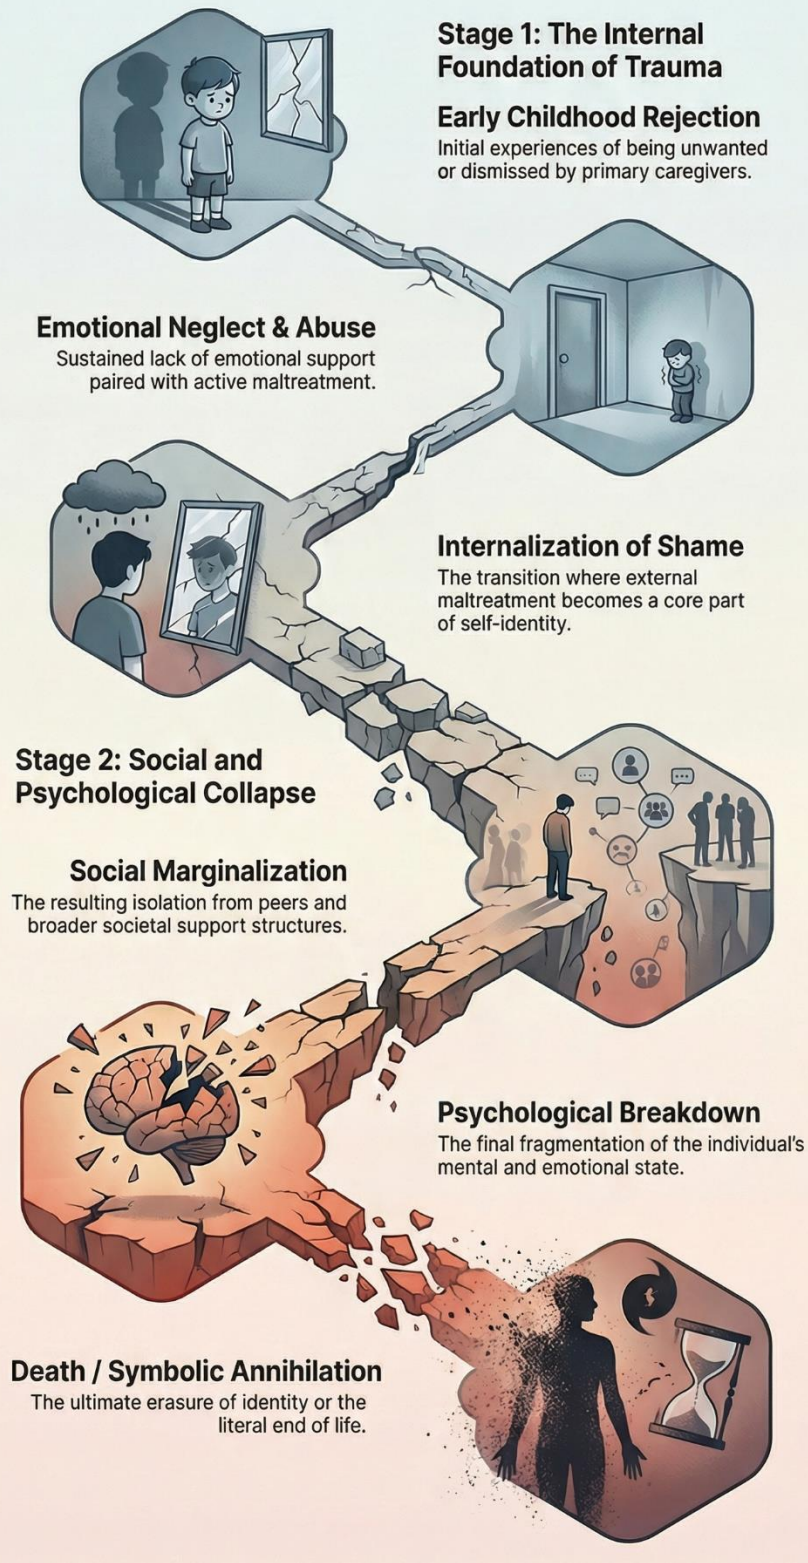 Stage 1: The Internal
Foundation of Trauma
Early Childhood Rejection
Initial experiences of being unwanted
or dismissed by primary caregivers.
Emotional Neglect & Abuse
Sustained lack of emotional support
paired with active maltreatment.
Internalization of Shame
The transition where external
maltreatment becomes a core part
of self-identity.
Stage 2: Social and
Psychological Collapse
Social Marginalization
The resulting isolation from peers and
broader societal support structures.
Psychological Breakdown
The final fragmentation of the individual's
mental and emotional state.
Death / Symbolic Annihilation
The ultimate erasure of identity or the
literal end of life.